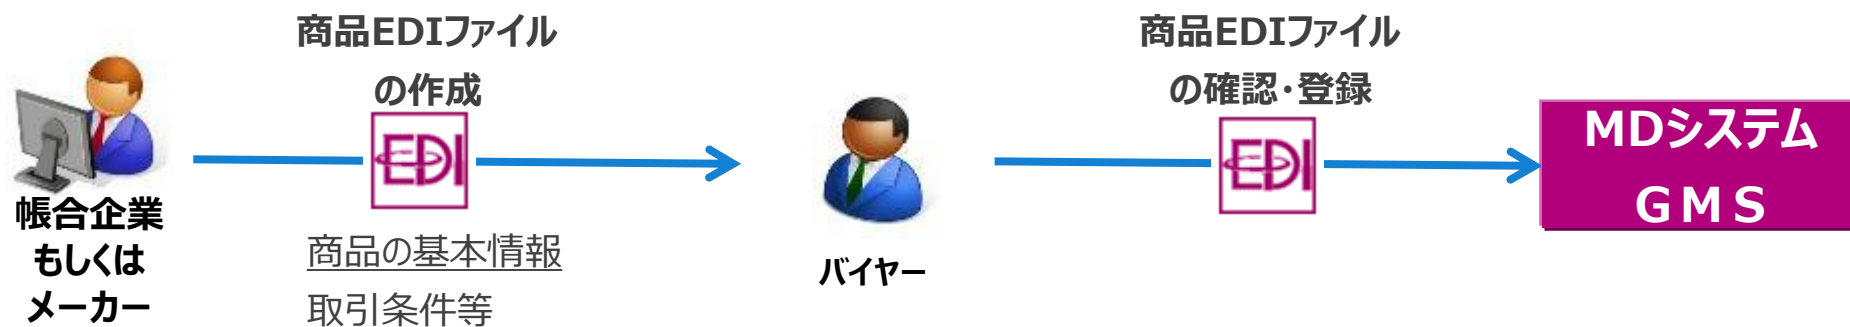 商品EDIファイル
の作成
EDI
帳合企業
もしくは
メーカー
商品の基本情報
取引条件等
バイヤー
商品EDIファイル
の確認・登録
EDI
MDシステム
ＧＭＳ